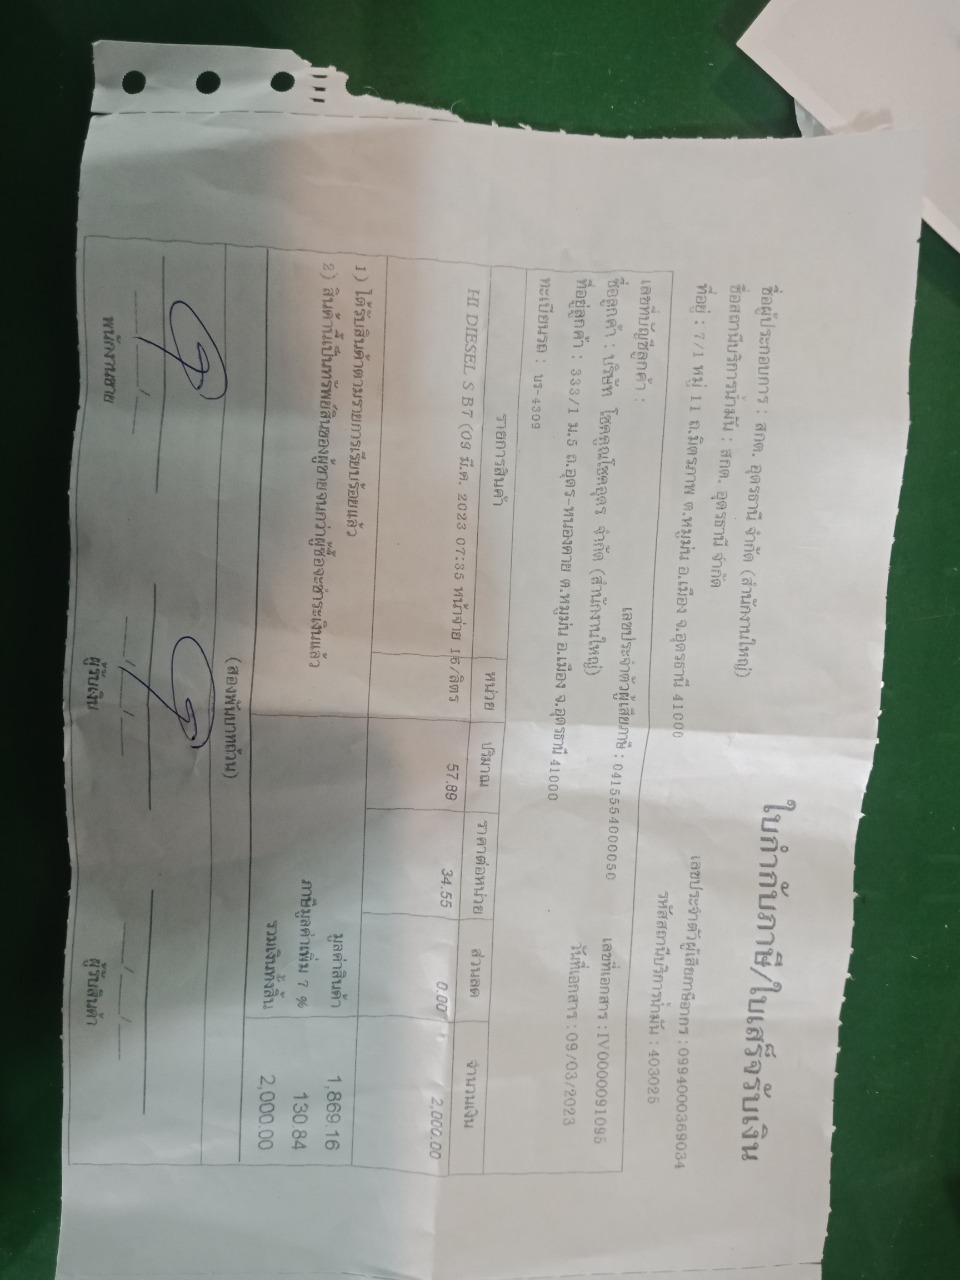 ใบกำกับภาษี/ใบเสร็จรับเงิน
ชื่อผู้ประกอบการ : สกต. อุดรธานี จำกัด (สำนักงานใหญ่)
เลขประจำตัวผู้เสียภาษีอากร : 0994000369034
ชื่อสถานีบริการน้ำมัน : สกต. อุดรธานี จำกัด
รหัสสถานีบริการน้ำมัน : 403025
ที่อยู่ : 7/1 หมู่ 11 ถ.มิตรภาพ ต.หมูม่น อ.เมือง จ.อุดรธานี 41000
เลขที่บัญชีลูกค้า :
เลขประจำตัวผู้เสียภาษี : 0415554000050
เลขที่เอกสาร : IV0000091095
ชื่อลูกค้า : บริษัท โชคคูณโชคอุดร จำกัด (สำนักงานใหญ่)
วันที่เอกสาร : 09/03/2023
ที่อยู่ลูกค้า : 333/1 ม.5 ถ.อุดร-หนองคาย ต.หมูม่น อ.เมือง จ.อุดรธานี 41000
ทะเบียนรถ : บร-4309
รายการสินค้า หน่วย ปริมาณ ราคาต่อหน่วย ส่วนลด จำนวนเงิน
HI DIESEL S B7 (09 มี.ค. 2023 07:35 หน้าจ่าย 16/ลิตร 57.89 34.55 0.00 2,000.00
1) ได้รับสินค้าตามรายการเรียบร้อยแล้ว
มูลค่าสินค้า 1,869.16
2) สินค้านี้เป็นทรัพย์สินของผู้ขายจนกว่าผู้ซื้อจะชำระเงินแล้ว
ภาษีมูลค่าเพิ่ม 7 % 130.84
รวมเงินทั้งสิ้น 2,000.00
(สองพันบาทถ้วน)
พนักงานขาย ผู้รับเงิน ผู้รับสินค้า